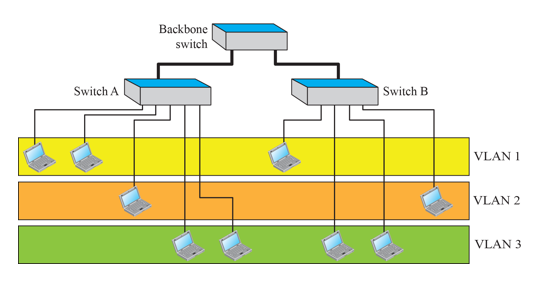 Backbone
switch
Switch A
Switch B
VLAN 1
VLAN 2
VLAN 3